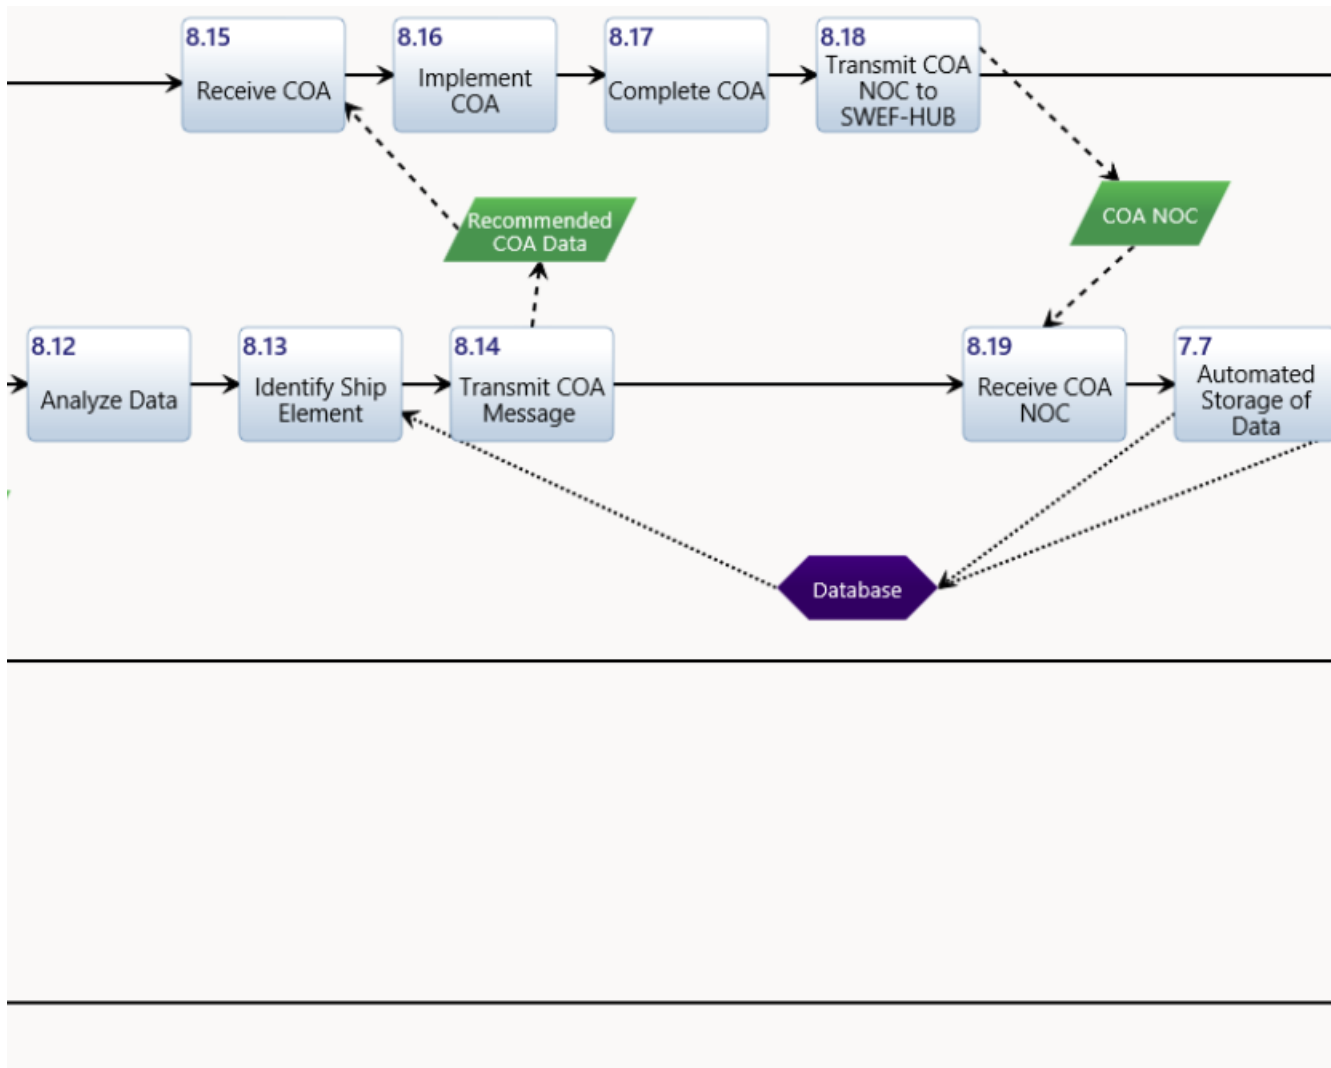 8.15
Receive COA
8.16
Implement
COA
8.17
Complete COA
8.18
Transmit COA
NOC to
SWEF-HUB
Recommended
COA Data
COA NOC
8.12
Analyze Data
8.13
Identify Ship
Element
8.14
Transmit COA
Message
8.19
Receive COA
NOC
7.7
Automated
Storage of
Data
Database